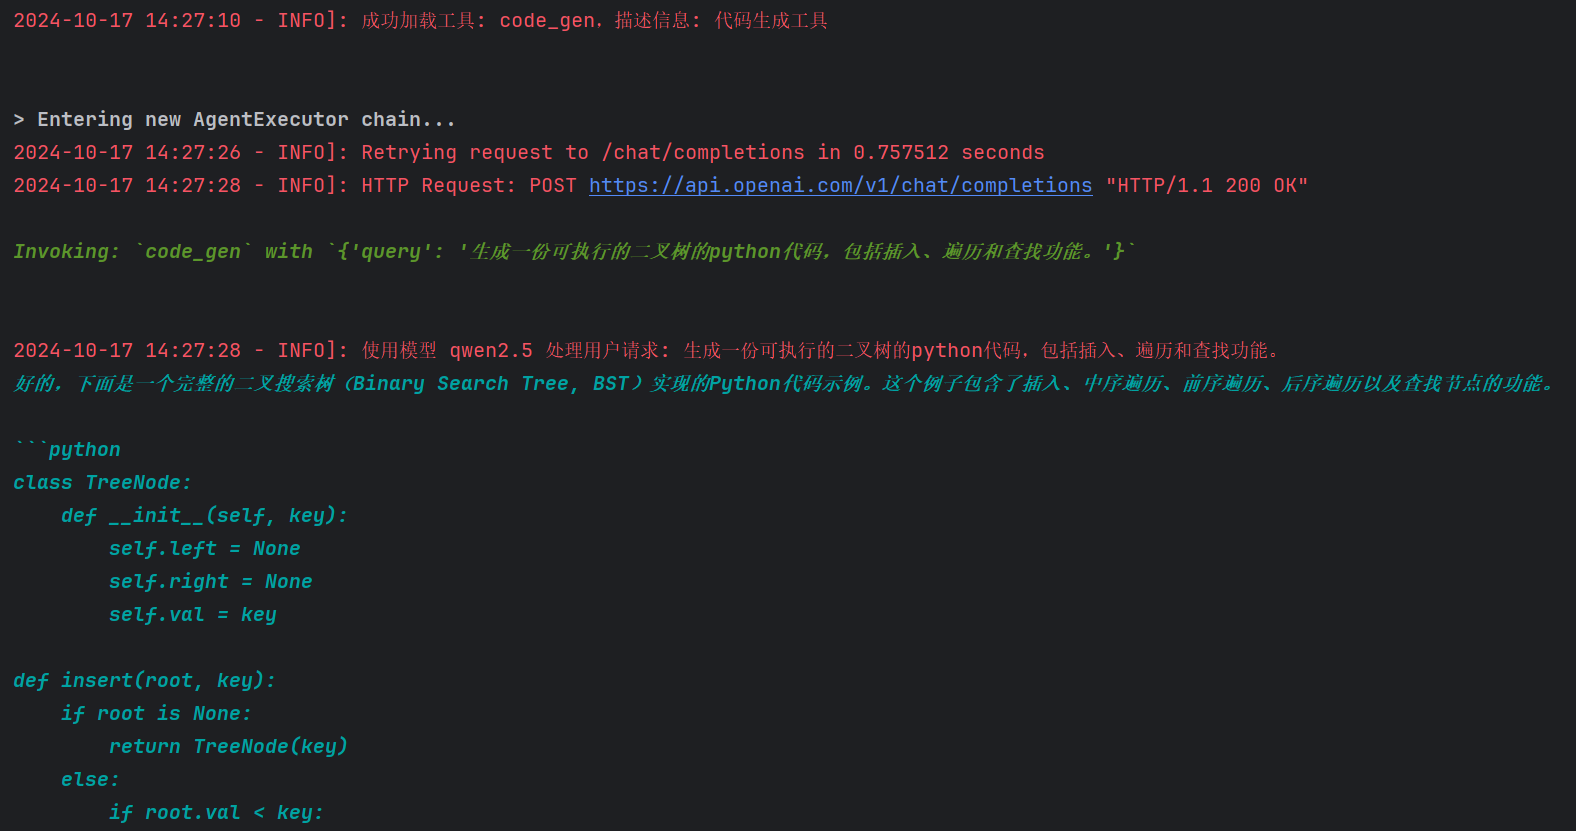 2024-10-17 14:27:10 - INFO]: 成功加载工具: code_gen，描述信息: 代码生成工具
> Entering new AgentExecutor chain...
2024-10-17 14:27:26 - INFO]: Retrying request to /chat/completions in 0.757512 seconds
2024-10-17 14:27:28 - INFO]: HTTP Request: POST https://api.openai.com/v1/chat/completions "HTTP/1.1 200 OK"
Invoking: `code_gen` with `{'query': '生成一份可执行的二叉树的python代码，包括插入、遍历和查找功能。'}`
2024-10-17 14:27:28 - INFO]: 使用模型 qwen2.5 处理用户请求: 生成一份可执行的二叉树的python代码，包括插入、遍历和查找功能。
好的，下面是一个完整的二叉搜索树（Binary Search Tree, BST）实现的Python代码示例。这个例子包含了插入、中序遍历、前序遍历、后序遍历以及查找节点的功能。
```python
class TreeNode:
    def __init__(self, key):
        self.left = None
        self.right = None
        self.val = key
def insert(root, key):
    if root is None:
        return TreeNode(key)
    else:
        if root.val < key: